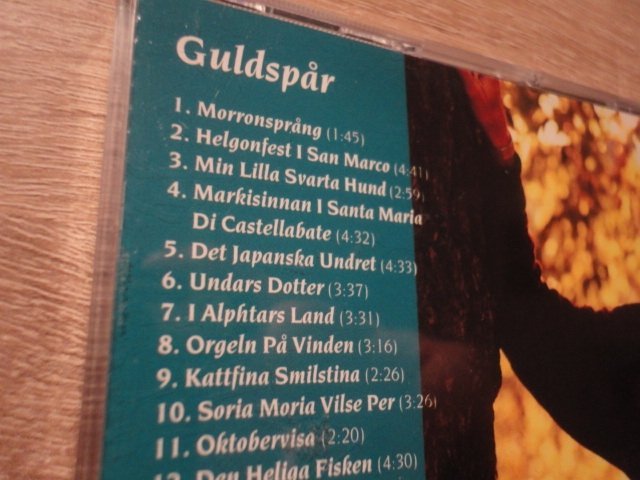 Guldspår
1. Morronsprång (1:45)
2. Helgonfest I San Marco (4:41)
3. Min Lilla Svarta Hund (2:59)
4. Markisinnan I Santa Maria
Di Castellabate (4:32)
5. Det Japanska Undret (4:33)
6. Undars Dotter (3:37)
7. I Alphtars Land (3:31)
8. Orgeln På Vinden (3:16)
9. Kattfina Smilstina (2:26)
10. Soria Moria Vilse Per (3:26)
11. Oktobervisa (2:20)
12. Den Heliga Fisken (4:30)